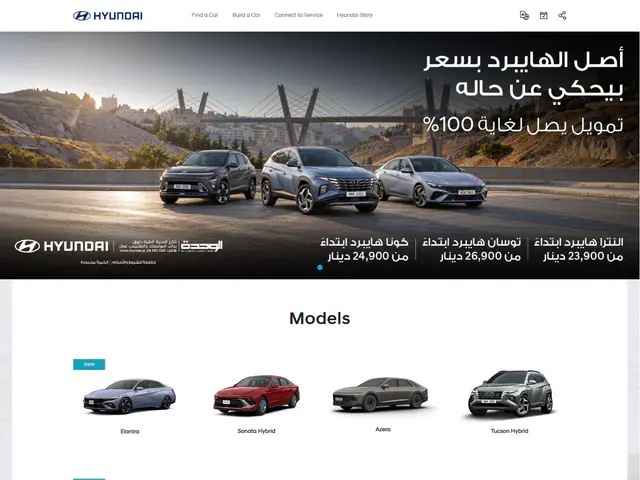 HYUNDAI
Find a Car
Build a Car
Connect to Service
Hyundai Story
أصل الهايبرد بسعر
بيحكي عن حاله
تمويل يصل لغاية 100%
HYUNDAI
الوحدة
النترا هايبرد ابتداءً
من 23,900 دينار
توسان هايبرد ابتداءً
من 26,900 دينار
كونا هايبرد ابتداءً
من 24,900 دينار
Models
New
Elantra
Sonata Hybrid
Azera
Tucson Hybrid